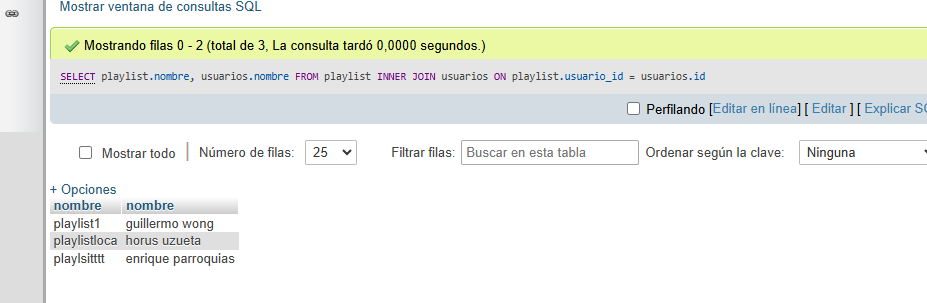 Mostrar ventana de consultas SQL
Mostrando filas 0 - 2 (total de 3, La consulta tardó 0,0000 segundos.)
SELECT playlist.nombre, usuarios.nombre FROM playlist INNER JOIN usuarios ON playlist.usuario_id = usuarios.id
Perfilando [Editar en línea] [ Editar ] [ Explicar
Mostrar todo Número de filas: 25 Filtrar filas: Buscar en esta tabla Ordenar según la clave: Ninguna
+ Opciones
nombre nombre
playlist1 guillermo wong
playlistloca horus uzueta
playlsitttt enrique parroquias